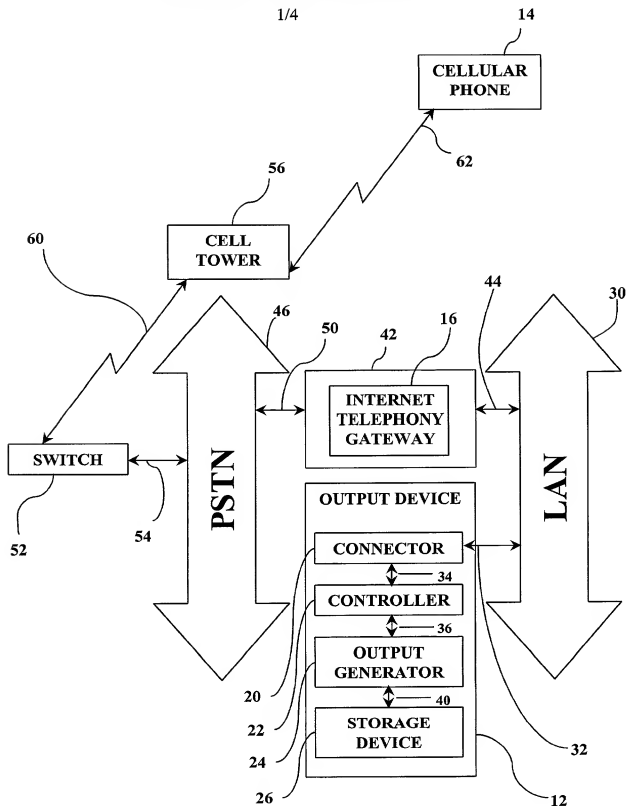 1/4
14
CELLULAR
PHONE
62
56
CELL
TOWER
60
46
50
42
16
44
30
INTERNET
TELEPHONY
GATEWAY
SWITCH
52
54
PSTN
LAN
OUTPUT DEVICE
CONNECTOR
34
CONTROLLER
36
OUTPUT
GENERATOR
40
STORAGE
DEVICE
20
22
24
26
32
12